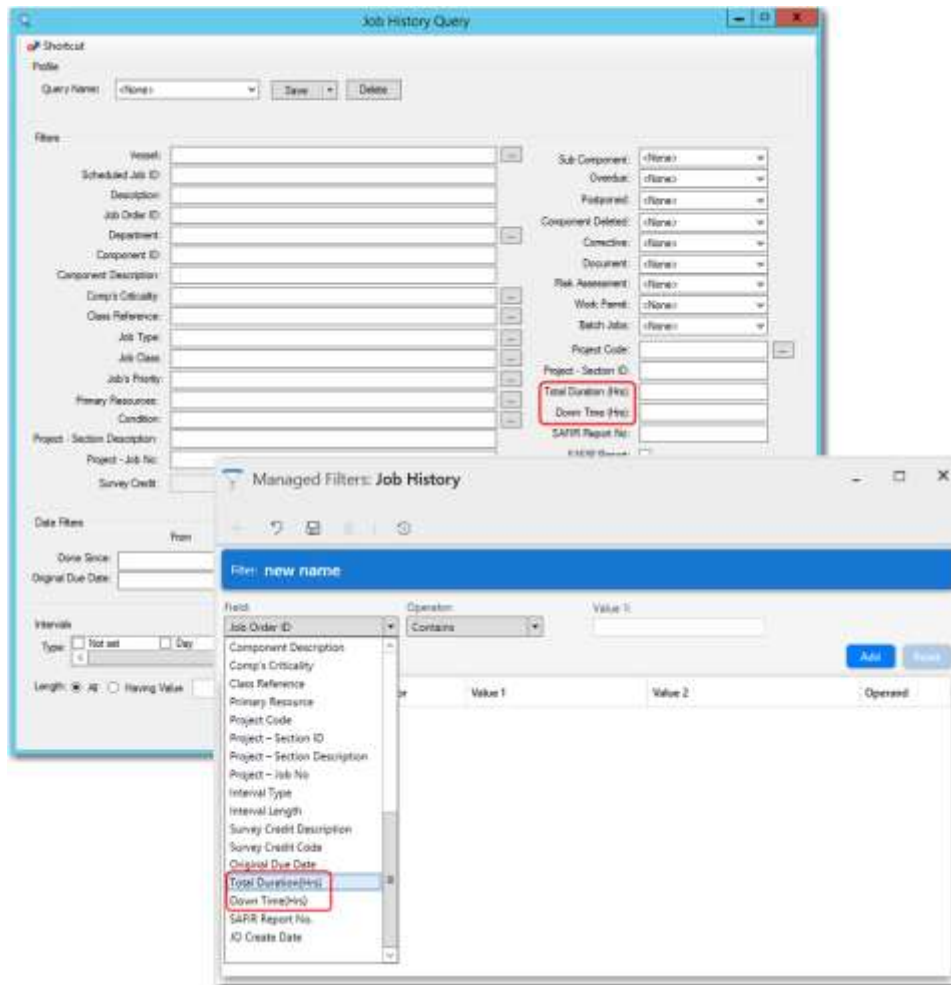 Job History Query
Shortcut
Profile
Query Name: <None> Save Delete
Filters
Vessel:
Scheduled Job ID:
Description:
Job Order ID:
Department:
Component ID:
Component Description:
Comp's Criticality:
Class Reference:
Job Type:
Job Class:
Job's Priority:
Primary Resources:
Condition:
Project - Section Description:
Project - Job No:
Survey Credit:
Sub Component: <None>
Overdue: <None>
Postponed: <None>
Component Deleted: <None>
Corrective: <None>
Document: <None>
Risk Assessment: <None>
Work Permit: <None>
Batch Jobs: <None>
Project Code:
Project - Section ID:
Total Duration (Hrs):
Down Time (Hrs):
SAFIR Report No:
Date Filters
From
Done Since:
Original Due Date:
Intervals
Type: Not set Day
Length: All Having Value
Managed Filters: Job History
Filter: new name
Field: Operator: Value 1:
Job Order ID Contains
Add Reset
Value 1 Value 2 Operand
Component Description
Comp's Criticality
Class Reference
Primary Resource
Project Code
Project – Section ID
Project – Section Description
Project – Job No
Interval Type
Interval Length
Survey Credit Description
Survey Credit Code
Original Due Date
Total Duration(Hrs)
Down Time(Hrs)
SAFIR Report No.
JO Create Date